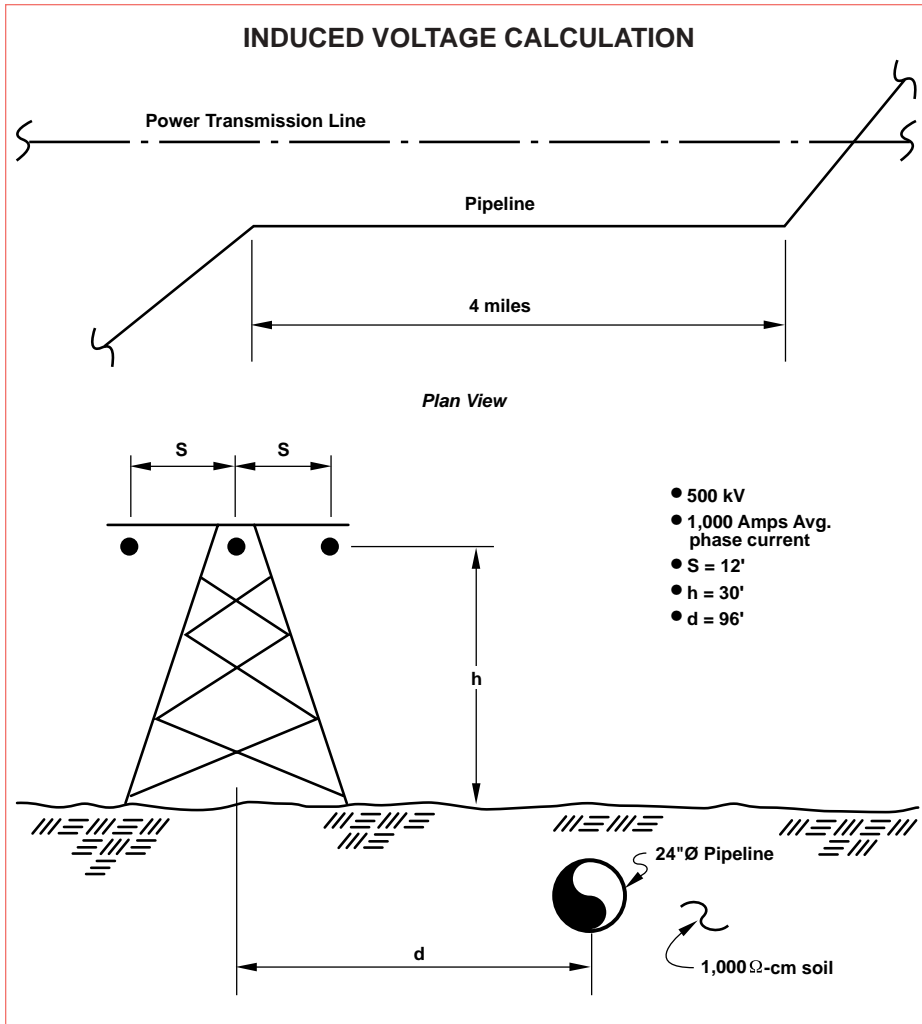 INDUCED VOLTAGE CALCULATION
Power Transmission Line
Pipeline
4 miles
Plan View
S
S
● 500 kV
● 1,000 Amps Avg.
phase current
● S = 12'
● h = 30'
● d = 96'
h
24"Ø Pipeline
d
1,000Ω-cm soil